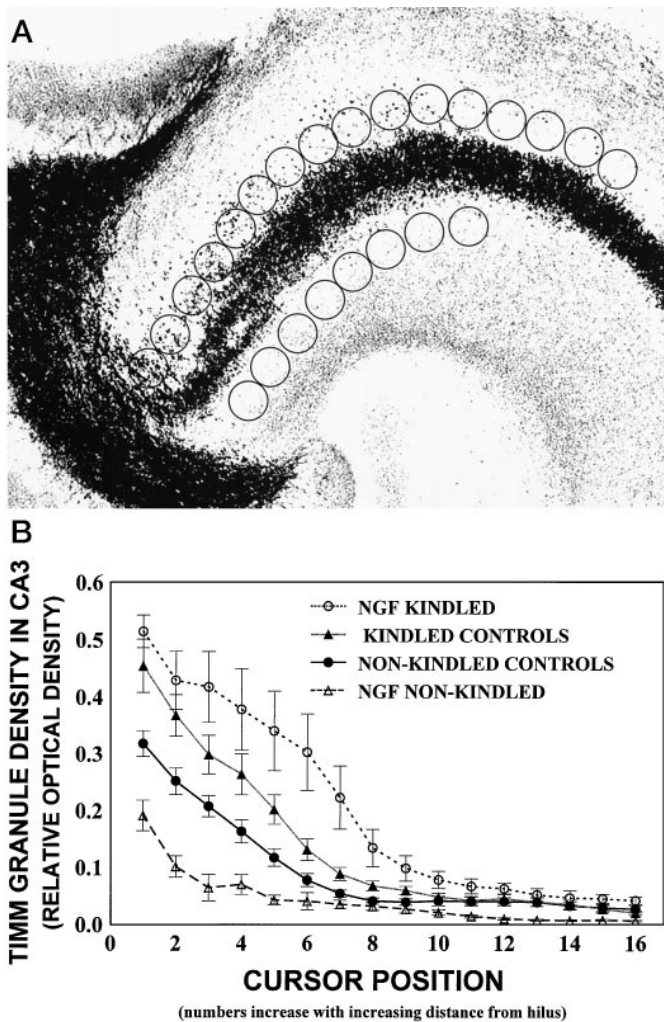 A
B
TIMM GRANULE DENSITY IN CA3
(RELATIVE OPTICAL DENSITY)
0.6
0.5
0.4
0.3
0.2
0.1
0.0
NGF KINDLED
KINDLED CONTROLS
NON-KINDLED CONTROLS
NGF NON-KINDLED
0 2 4 6 8 10 12 14 16
CURSOR POSITION
(numbers increase with increasing distance from hilus)